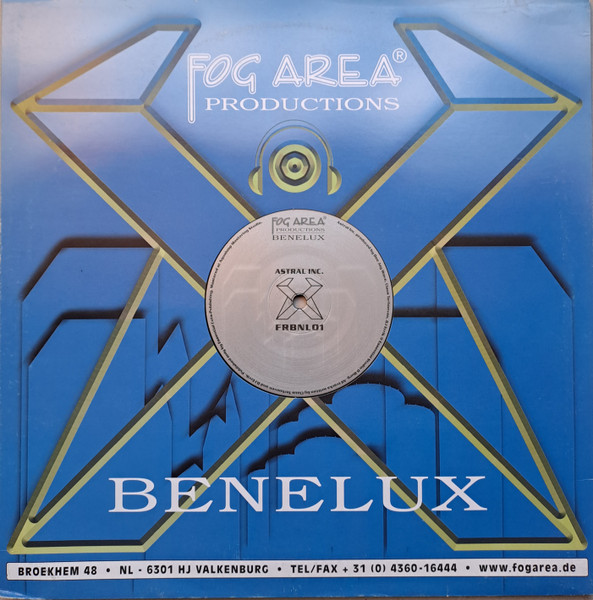 FOG AREA®
PRODUCTIONS
FOG AREA®
PRODUCTIONS
BENELUX
ASTRAL INC.
FRBNL01
BENELUX
BROEKHEM 48 • NL - 6301 HJ VALKENBURG • TEL/FAX + 31 (0) 4360-16444 • www.fogarea.de